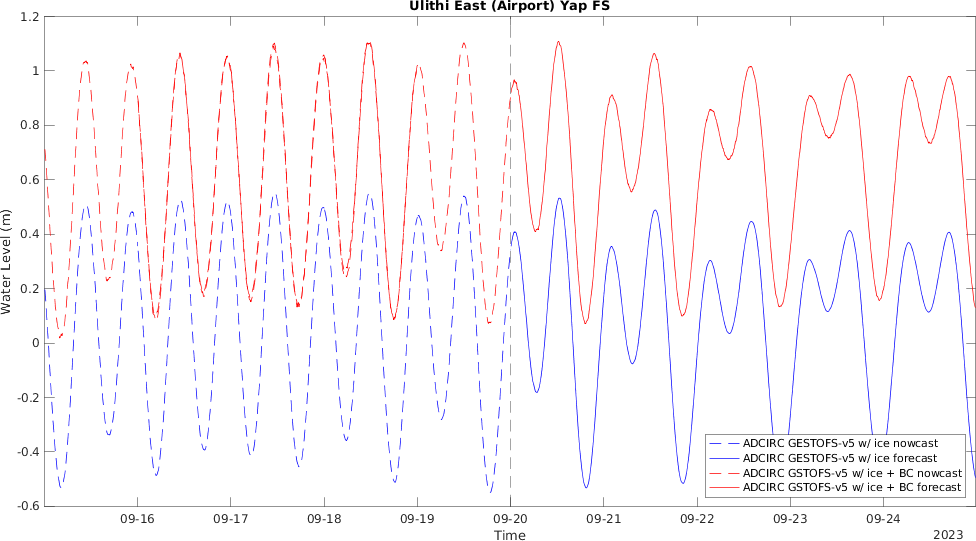 Ulithi East (Airport) Yap FS
1.2
1
0.8
0.6
0.4
0.2
0
-0.2
-0.4
-0.6
Water Level (m)
ADCIRC GESTOFS-v5 w/ ice nowcast
ADCIRC GESTOFS-v5 w/ ice forecast
ADCIRC GSTOFS-v5 w/ ice + BC nowcast
ADCIRC GSTOFS-v5 w/ ice + BC forecast
09-16 09-17 09-18 09-19 09-20 09-21 09-22 09-23 09-24
Time
2023